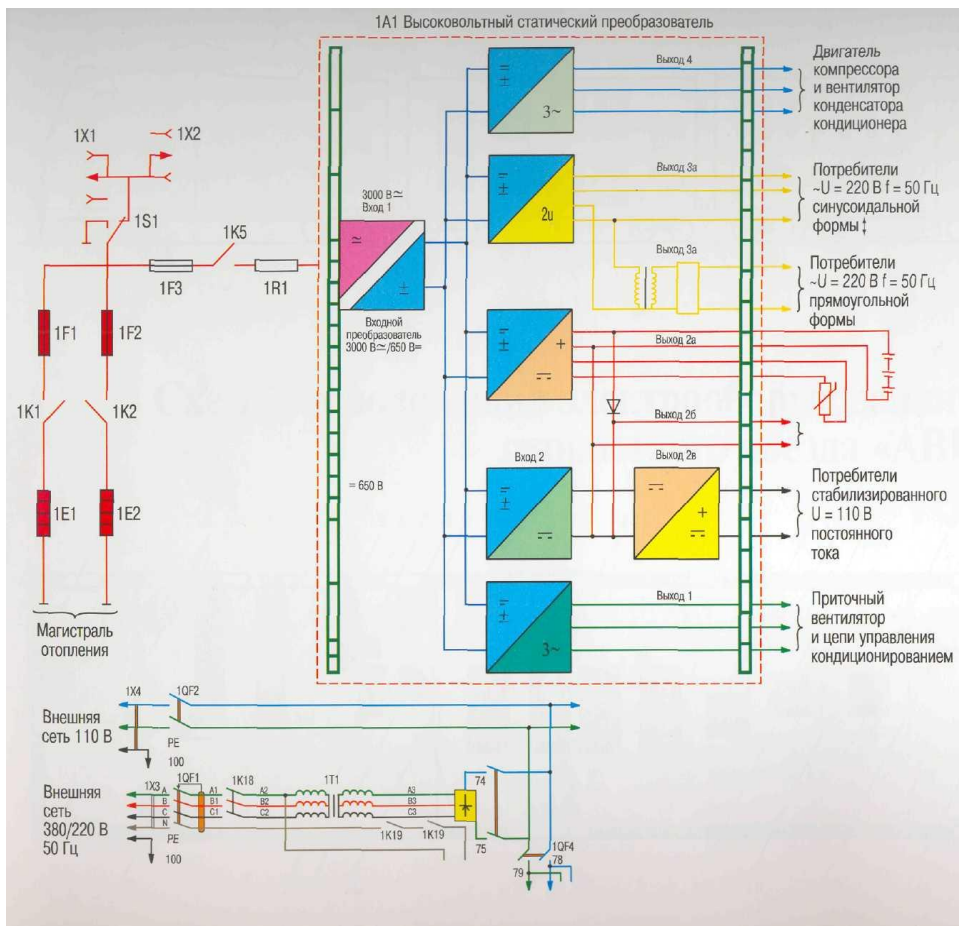 1А1 Высоковольтный статический преобразователь
Выход 4
Двигатель
компрессора
и вентилятор
конденсатора
кондиционера
3~
1X1
1X2
1S1
1K5
1F3
1R1
3000 В≃
Вход 1
≃
Входной
преобразователь
3000 В≃/650 В=
2u
Выход 3а
Потребители
~U = 220 В f = 50 Гц
синусоидальной
формы ‡
Выход 3а
Потребители
~U = 220 В f = 50 Гц
прямоугольной
формы
1F1
1F2
Выход 2а
1K1
1K2
Выход 2б
Вход 2
Выход 2в
= 650 В
Потребители
стабилизированного
U = 110 В
постоянного
тока
1E1
1E2
Магистраль
отопления
Выход 1
3~
Приточный
вентилятор
и цепи управления
кондиционированием
1X4
1QF2
Внешняя
сеть 110 В
PE
100
Внешняя
сеть
380/220 В
50 Гц
1X3
1QF1
1K18
1T1
A
A1
A2
A3
B
B1
B2
B3
C
C1
C2
C3
N
PE
100
1K19
1K19
74
75
1QF4
79
78